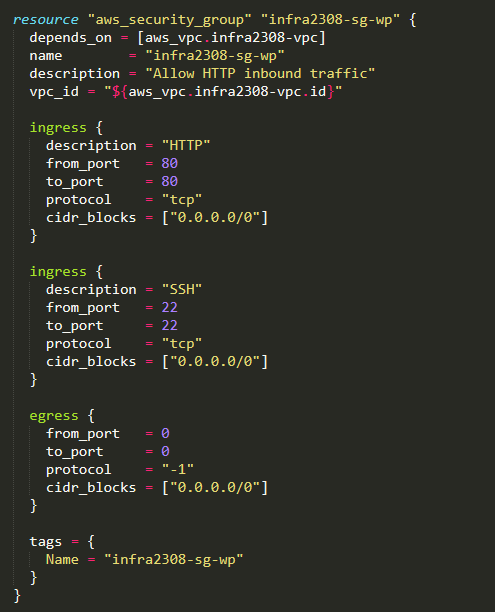 resource "aws_security_group" "infra2308-sg-wp" {
  depends_on = [aws_vpc.infra2308-vpc]
  name        = "infra2308-sg-wp"
  description = "Allow HTTP inbound traffic"
  vpc_id = "${aws_vpc.infra2308-vpc.id}"

  ingress {
    description = "HTTP"
    from_port   = 80
    to_port     = 80
    protocol    = "tcp"
    cidr_blocks = ["0.0.0.0/0"]
  }

  ingress {
    description = "SSH"
    from_port   = 22
    to_port     = 22
    protocol    = "tcp"
    cidr_blocks = ["0.0.0.0/0"]
  }

  egress {
    from_port   = 0
    to_port     = 0
    protocol    = "-1"
    cidr_blocks = ["0.0.0.0/0"]
  }

  tags = {
    Name = "infra2308-sg-wp"
  }
}